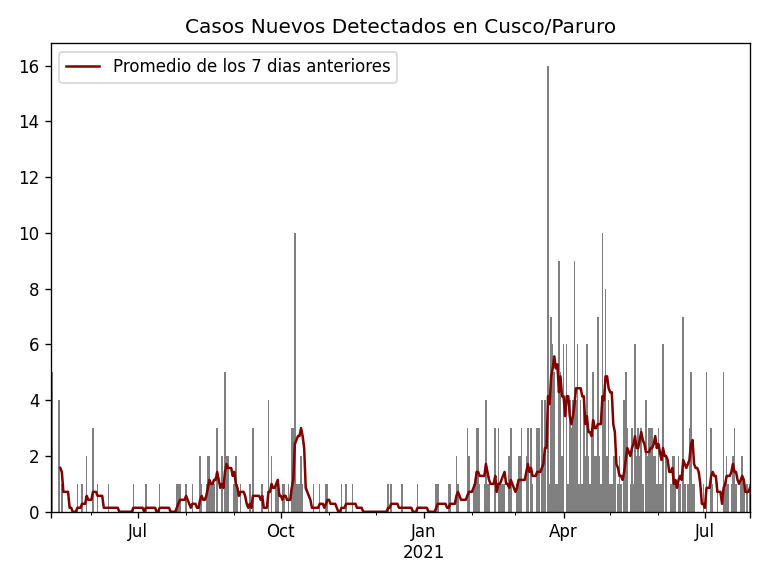 Casos Nuevos Detectados en Cusco/Paruro
Promedio de los 7 dias anteriores
16
14
12
10
8
6
4
2
0
Jul
Oct
Jan
2021
Apr
Jul